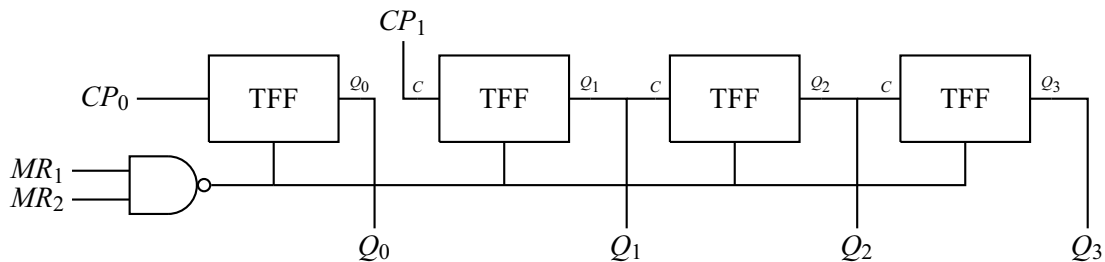 CP₁
Q₀ Q₁ Q₂ Q₃
CP₀ TFF C TFF C TFF C TFF
MR₁
MR₂
Q₀ Q₁ Q₂ Q₃